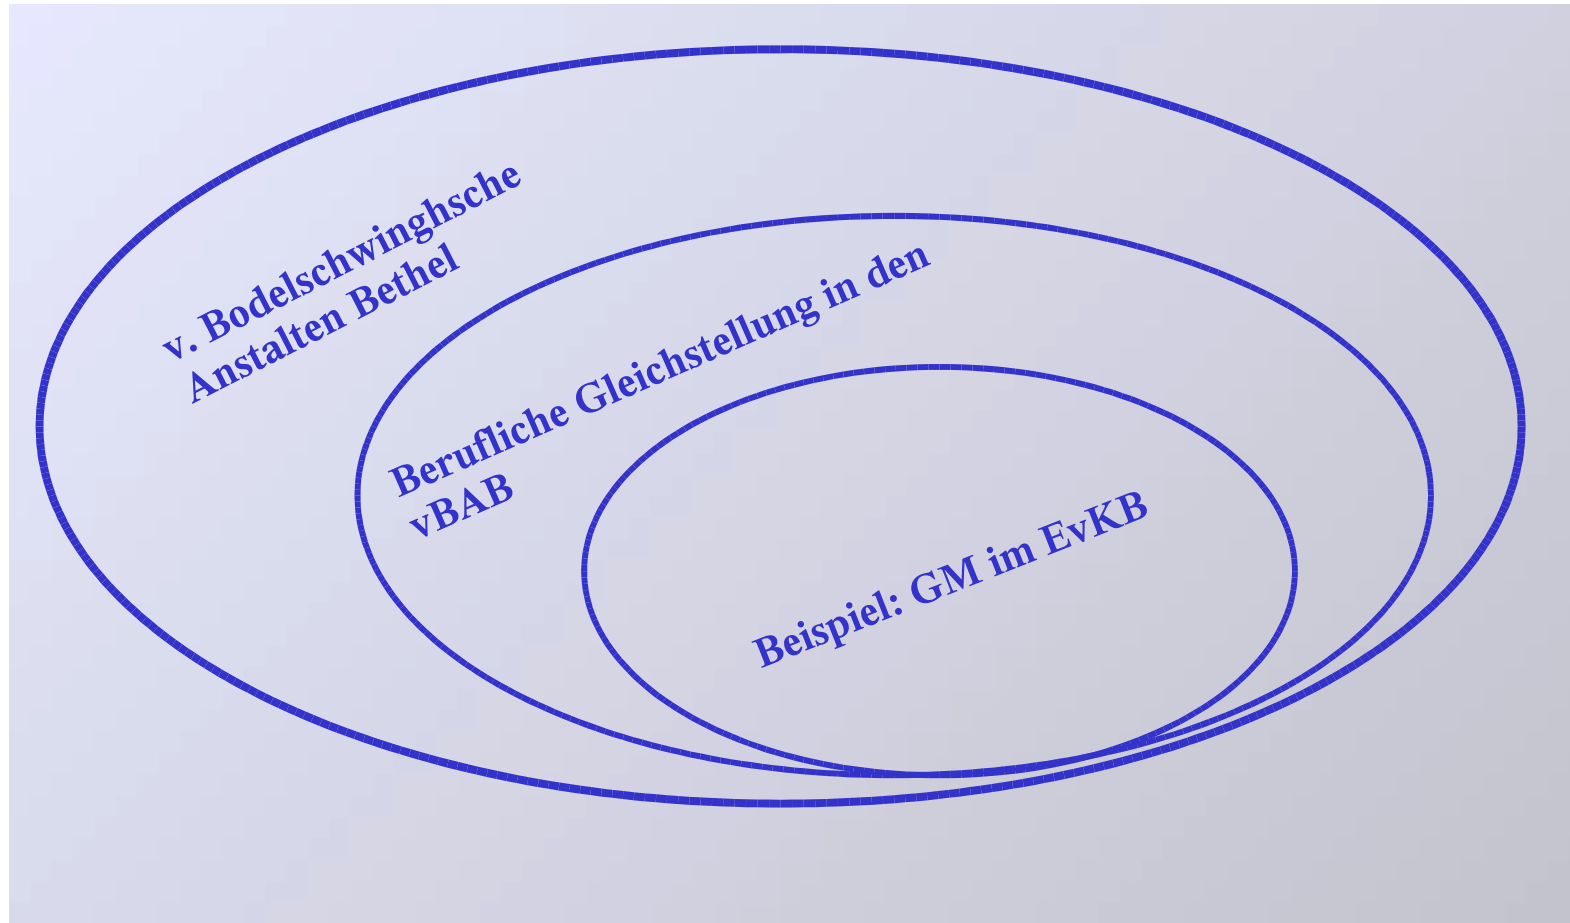 v. Bodelschwinghsche
Anstalten Bethel
Berufliche Gleichstellung in den
vBAB
Beispiel: GM im EvKB